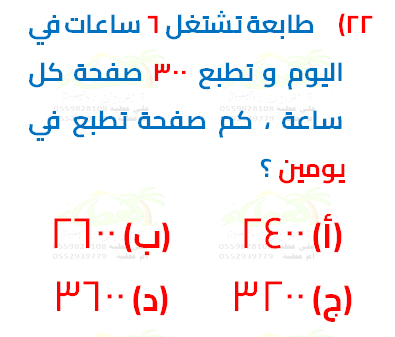 ٢٢) طابعة تشتغل ٦ ساعات في
اليوم و تطبع ٣٠٠ صفحة كل
ساعة ، كم صفحة تطبع في
يومين ؟
(أ) ٢٤٠٠ (ب) ٢٦٠٠
(ج) ٣٢٠٠ (د) ٣٦٠٠